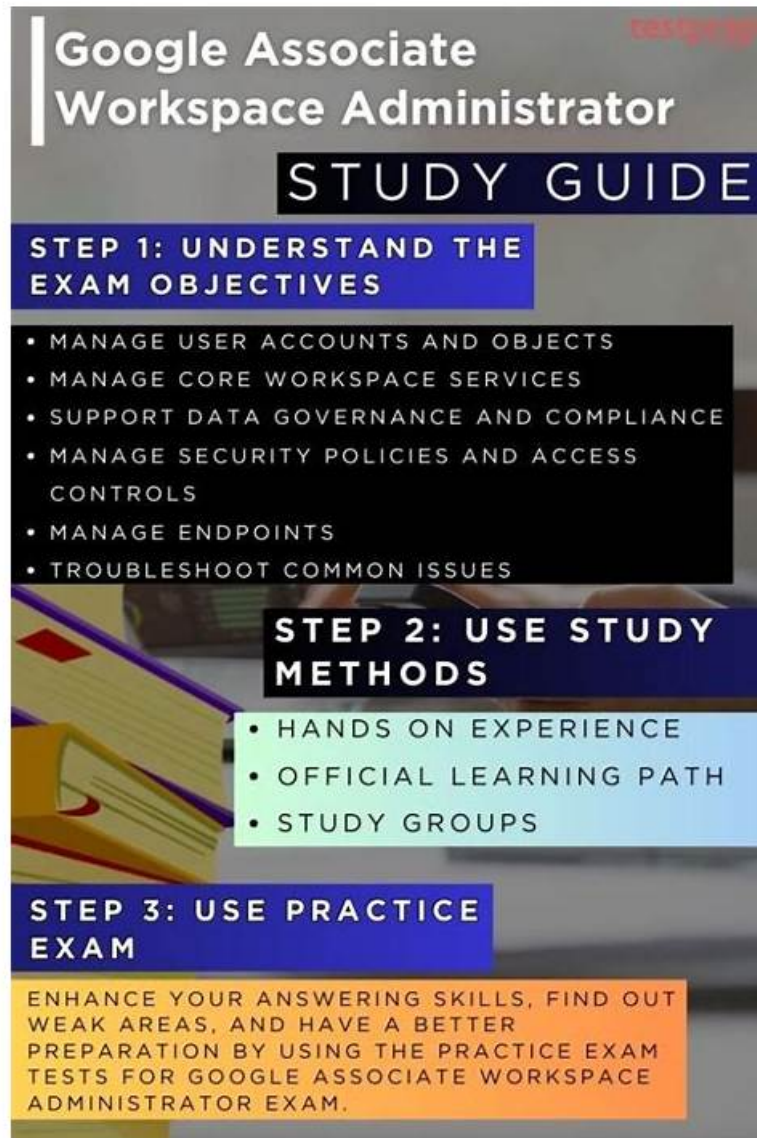 Google Associate
Workspace Administrator
STUDY GUIDE
STEP 1: UNDERSTAND THE
EXAM OBJECTIVES
• MANAGE USER ACCOUNTS AND OBJECTS
• MANAGE CORE WORKSPACE SERVICES
• SUPPORT DATA GOVERNANCE AND COMPLIANCE
• MANAGE SECURITY POLICIES AND ACCESS
CONTROLS
• MANAGE ENDPOINTS
• TROUBLESHOOT COMMON ISSUES
STEP 2: USE STUDY
METHODS
• HANDS ON EXPERIENCE
• OFFICIAL LEARNING PATH
• STUDY GROUPS
STEP 3: USE PRACTICE
EXAM
ENHANCE YOUR ANSWERING SKILLS, FIND OUT
WEAK AREAS, AND HAVE A BETTER
PREPARATION BY USING THE PRACTICE EXAM
TESTS FOR GOOGLE ASSOCIATE WORKSPACE
ADMINISTRATOR EXAM.